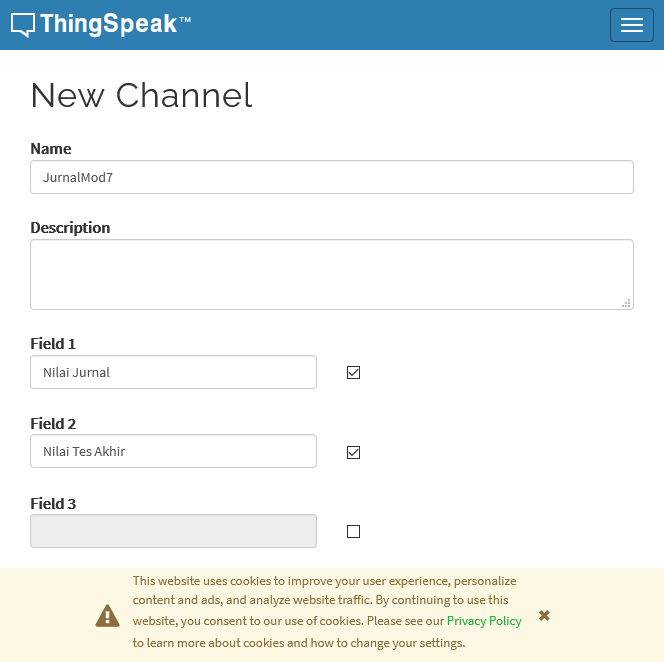 ThingSpeak™
New Channel
Name
JurnalMod7
Description
Field 1
Nilai Jurnal
Field 2
Nilai Tes Akhir
Field 3
This website uses cookies to improve your user experience, personalize
content and ads, and analyze website traffic. By continuing to use this
website, you consent to our use of cookies. Please see our Privacy Policy
to learn more about cookies and how to change your settings.